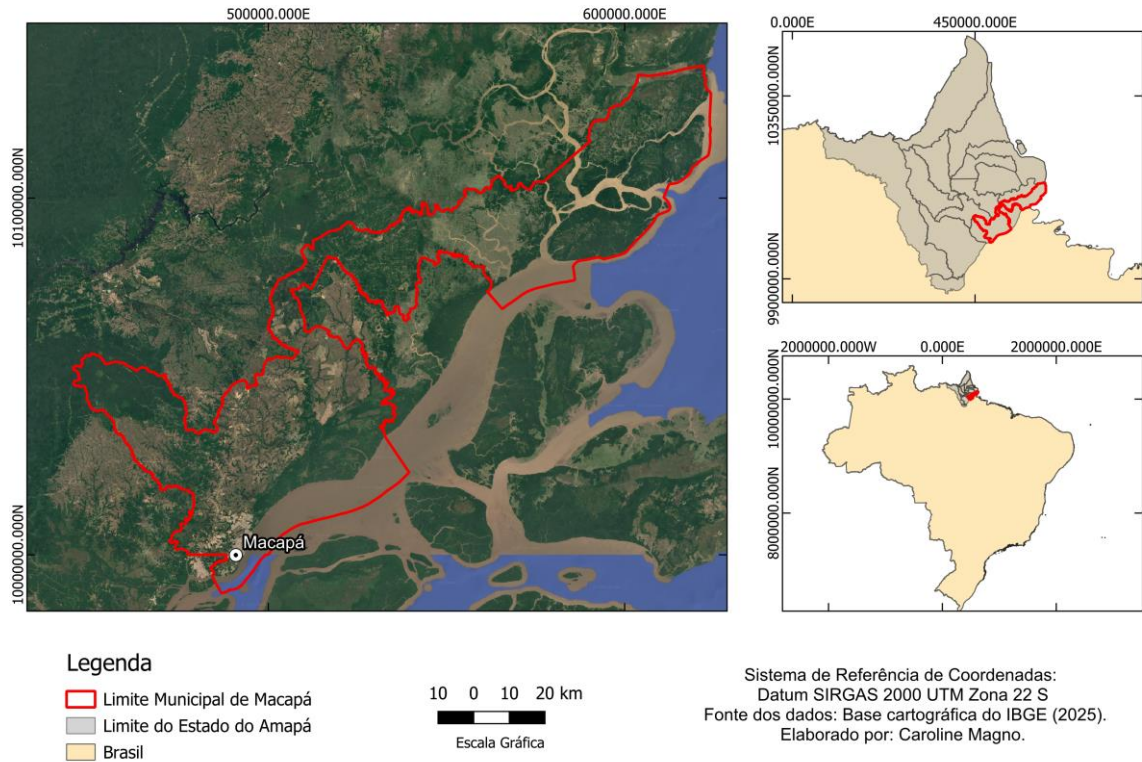 500000.000E
600000.000E
10100000.000N
10000000.000N
Macapá
0.000E
450000.000E
10350000.000N
9900000.000N
2000000.000W
0.000E
2000000.000E
10000000.000N
8000000.000N
Legenda
Limite Municipal de Macapá
Limite do Estado do Amapá
Brasil
10 0 10 20 km
Escala Gráfica
Sistema de Referência de Coordenadas:
Datum SIRGAS 2000 UTM Zona 22 S
Fonte dos dados: Base cartográfica do IBGE (2025).
Elaborado por: Caroline Magno.